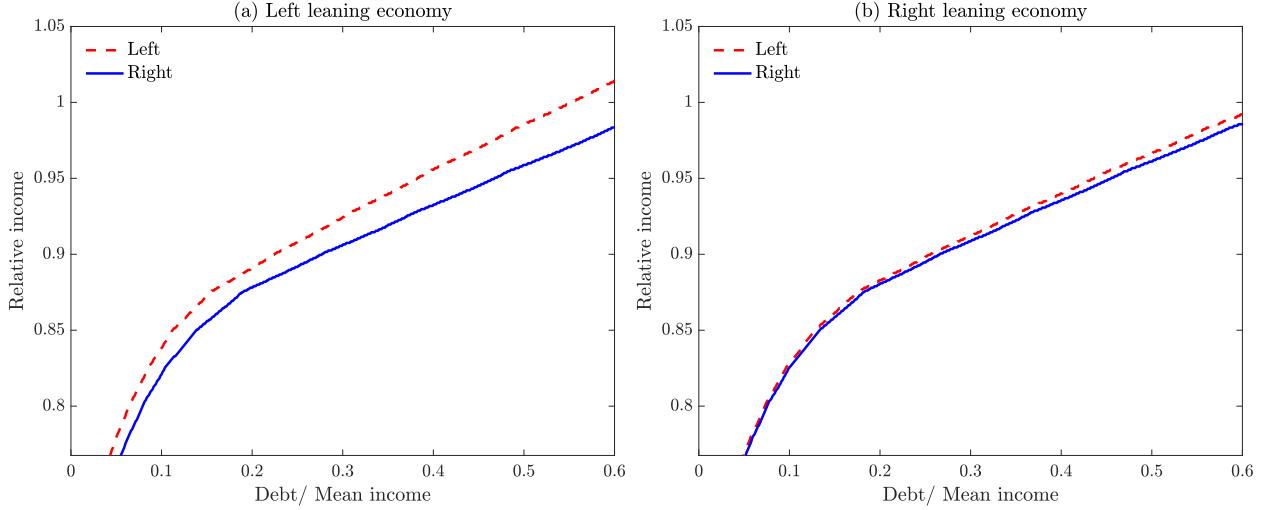 (a) Left leaning economy
1.05
1
0.95
0.9
0.85
0.8
Relative income
Left
Right
0 0.1 0.2 0.3 0.4 0.5 0.6
Debt/ Mean income
(b) Right leaning economy
1.05
1
0.95
0.9
0.85
0.8
Relative income
Left
Right
0 0.1 0.2 0.3 0.4 0.5 0.6
Debt/ Mean income